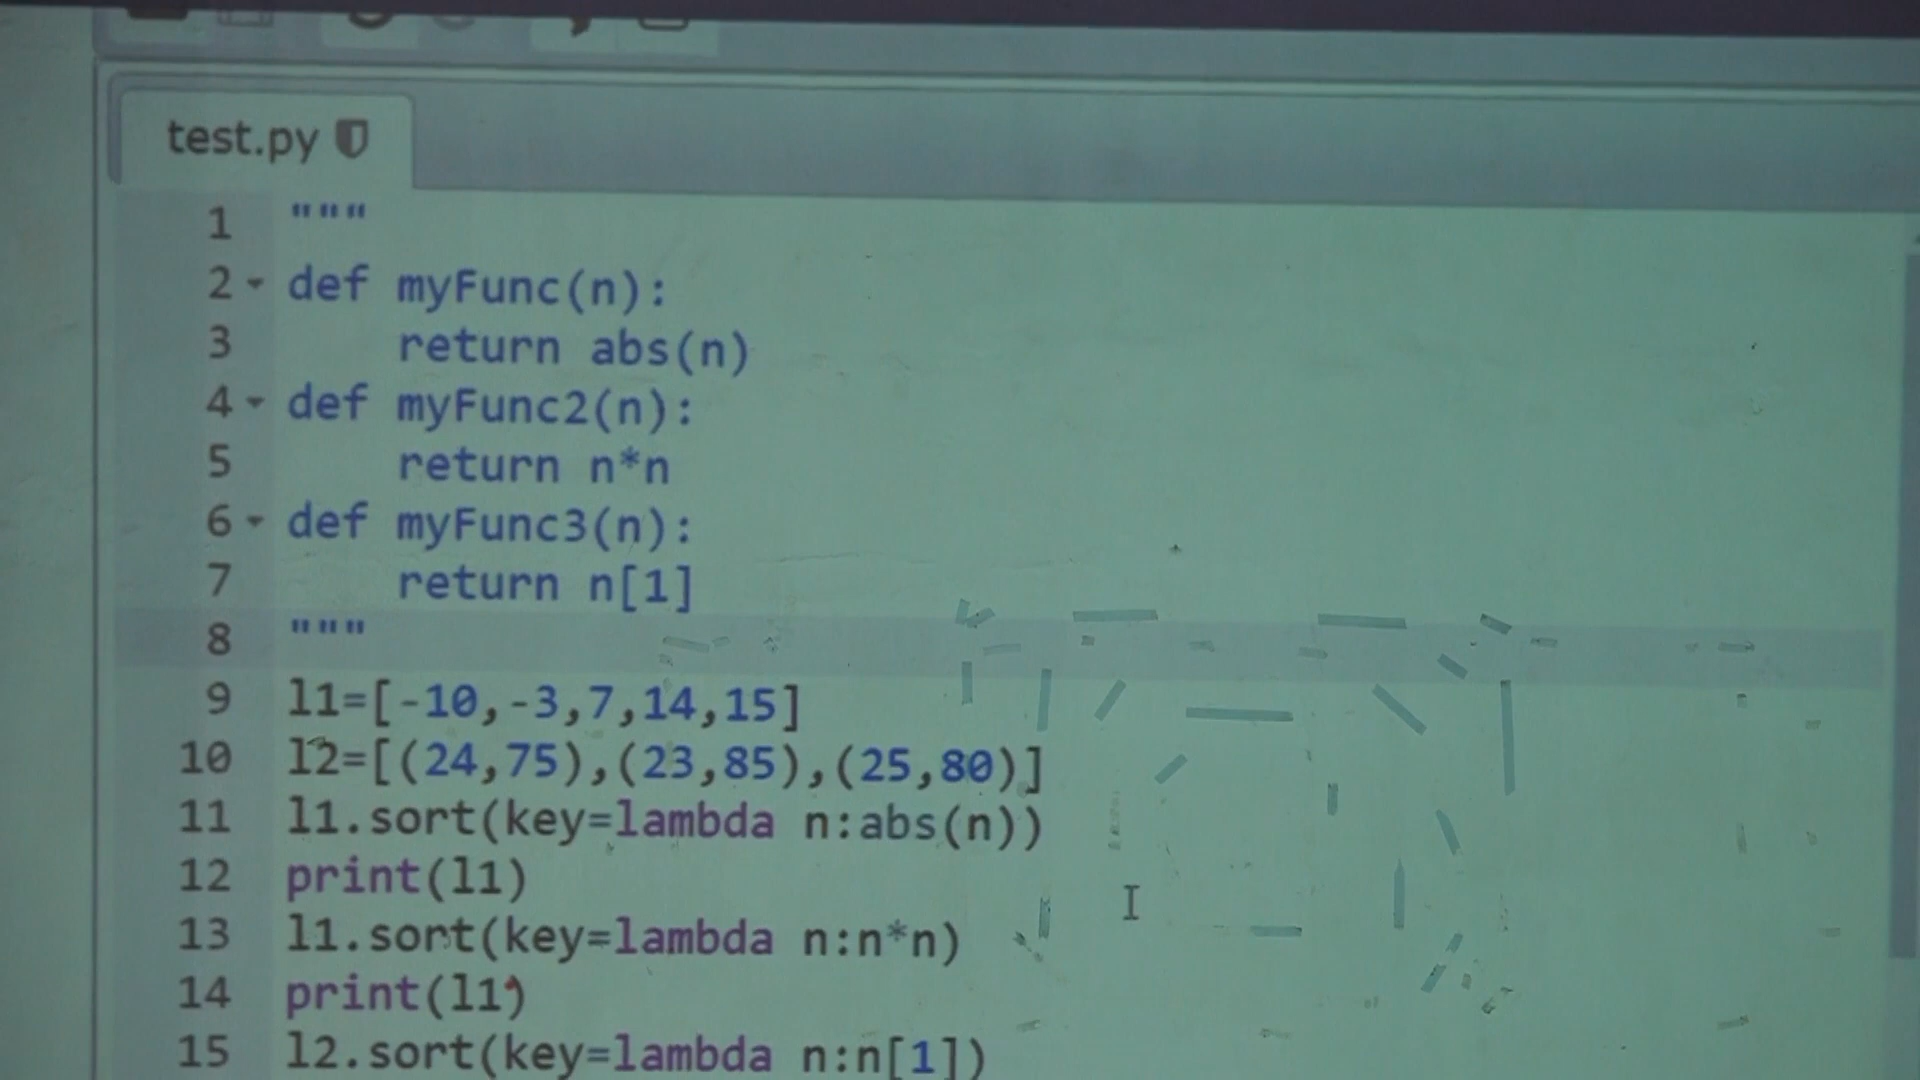 test.py
1 """
2 def myFunc(n):
3     return abs(n)
4 def myFunc2(n):
5     return n*n
6 def myFunc3(n):
7     return n[1]
8 """
9 l1=[-10,-3,7,14,15]
10 l2=[(24,75),(23,85),(25,80)]
11 l1.sort(key=lambda n:abs(n))
12 print(l1)
13 l1.sort(key=lambda n:n*n)
14 print(l1)
15 l2.sort(key=lambda n:n[1])